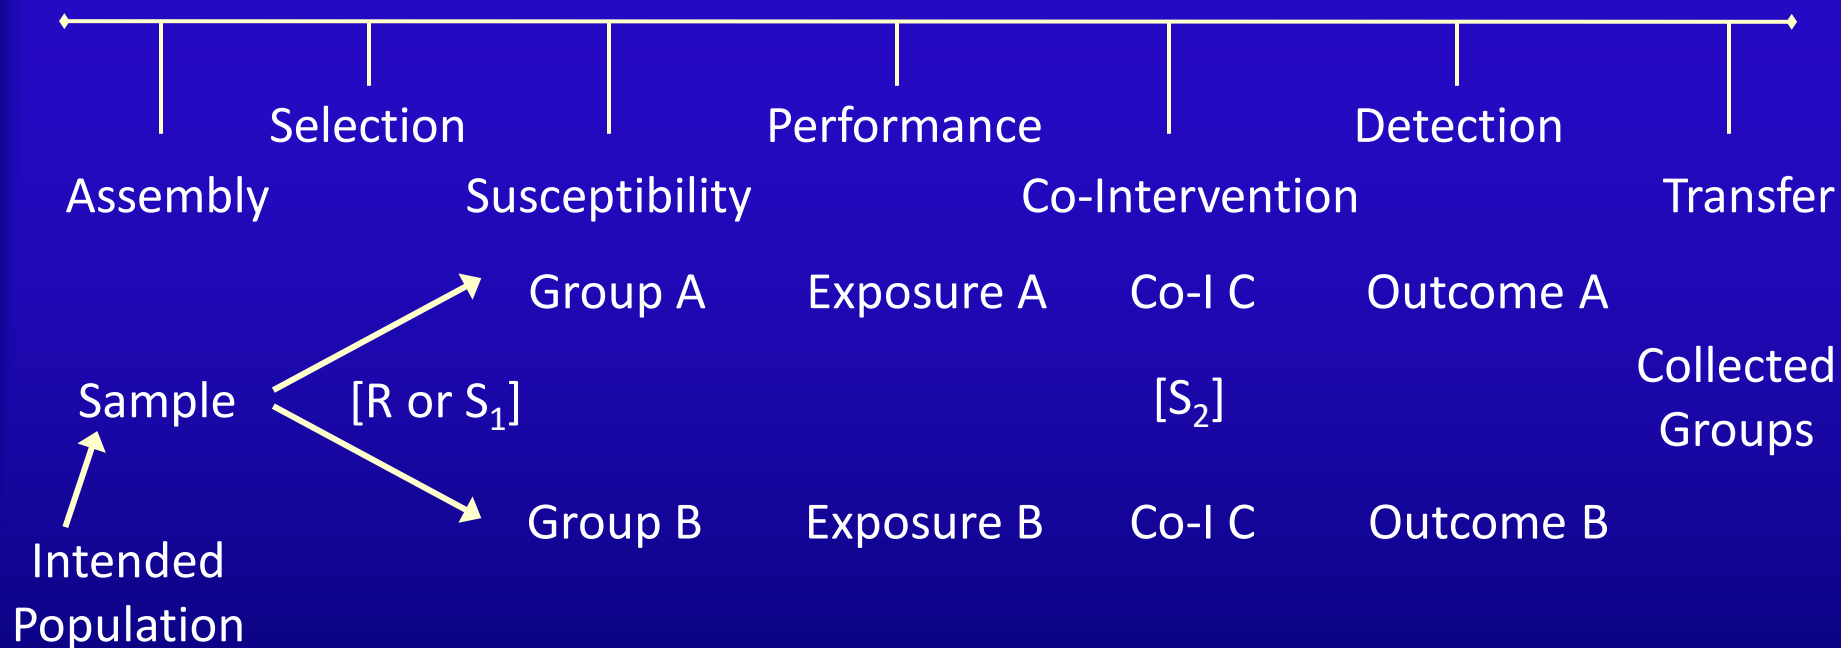 Selection Performance Detection
Assembly Susceptibility Co-Intervention Transfer
Group A Exposure A Co-I C Outcome A
Collected
Sample [R or S₁] [S₂]
Groups
Group B Exposure B Co-I C Outcome B
Intended
Population